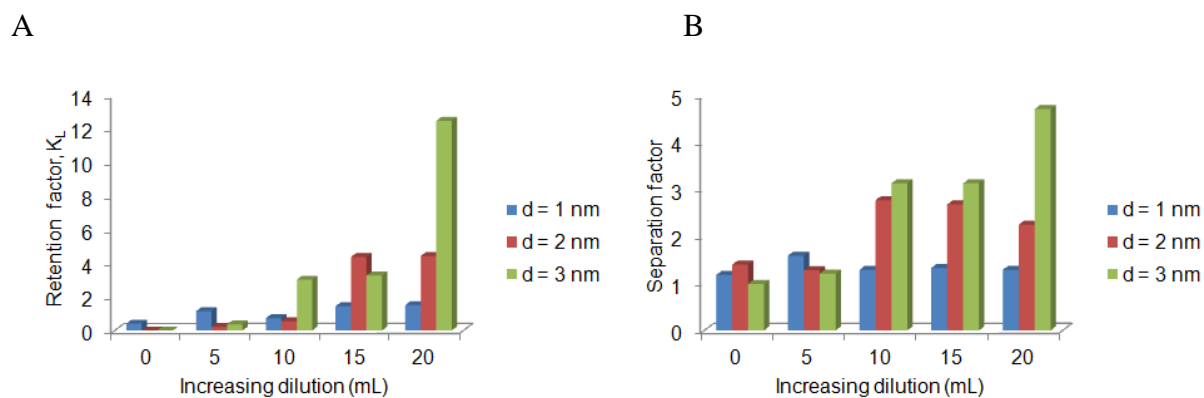 A
B
Retention factor, KL
14
12
10
8
6
4
2
0
0 5 10 15 20
Increasing dilution (mL)
d = 1 nm
d = 2 nm
d = 3 nm
Separation factor
5
4
3
2
1
0
0 5 10 15 20
Increasing dilution (mL)
d = 1 nm
d = 2 nm
d = 3 nm